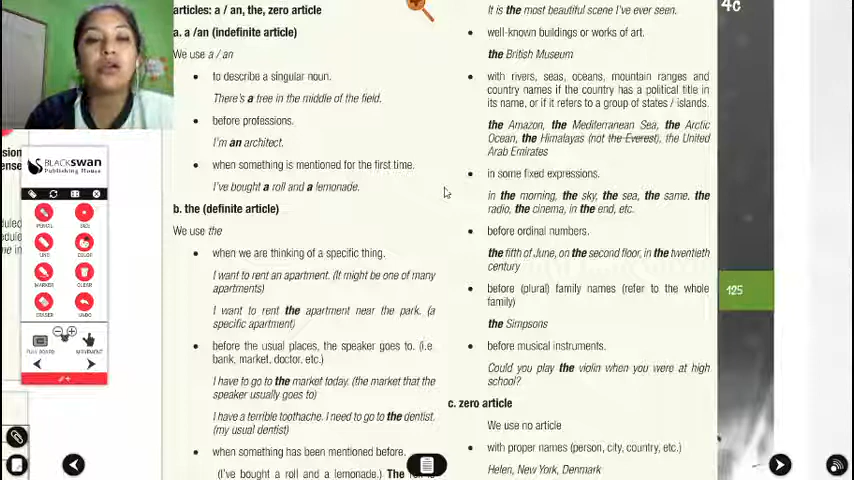 articles: a / an, the, zero article
a. a /an (indefinite article)
We use a / an
• to describe a singular noun.
There's a tree in the middle of the field.
• before professions.
I'm an architect.
• when something is mentioned for the first time.
I've bought a roll and a lemonade.
b. the (definite article)
We use the
• when we are thinking of a specific thing.
I want to rent an apartment. (It might be one of many
apartments)
I want to rent the apartment near the park. (a
specific apartment)
• before the usual places, the speaker goes to. (i.e
bank, market, doctor, etc.)
I have to go to the market today. (the market that the
speaker usually goes to)
I have a terrible toothache. I need to go to the dentist.
(my usual dentist)
• when something has been mentioned before.
(I've bought a roll and a lemonade.) The
It is the most beautiful scene I've ever seen.
• well-known buildings or works of art.
the British Museum
• with rivers, seas, oceans, mountain ranges and
country names if the country has a political title in
its name, or if it refers to a group of states / islands.
the Amazon, the Mediterranean Sea, the Arctic
Ocean, the Himalayas (not the Everest), the United
Arab Emirates
• in some fixed expressions.
in the morning, the sky, the sea, the same, the
radio, the cinema, in the end, etc.
• before ordinal numbers.
the fifth of June, on the second floor, in the twentieth
century
• before (plural) family names (refer to the whole
family)
the Simpsons
• before musical instruments.
Could you play the violin when you were at high
school?
c. zero article
We use no article
• with proper names (person, city, country, etc.)
Helen, New York, Denmark
4c
125
BLACKSWAN
Publishing House
PENCIL
LINE
COLOR
MARKER
CLEAR
ERASER
UNDO
FULL BOARD
MOVEMENT